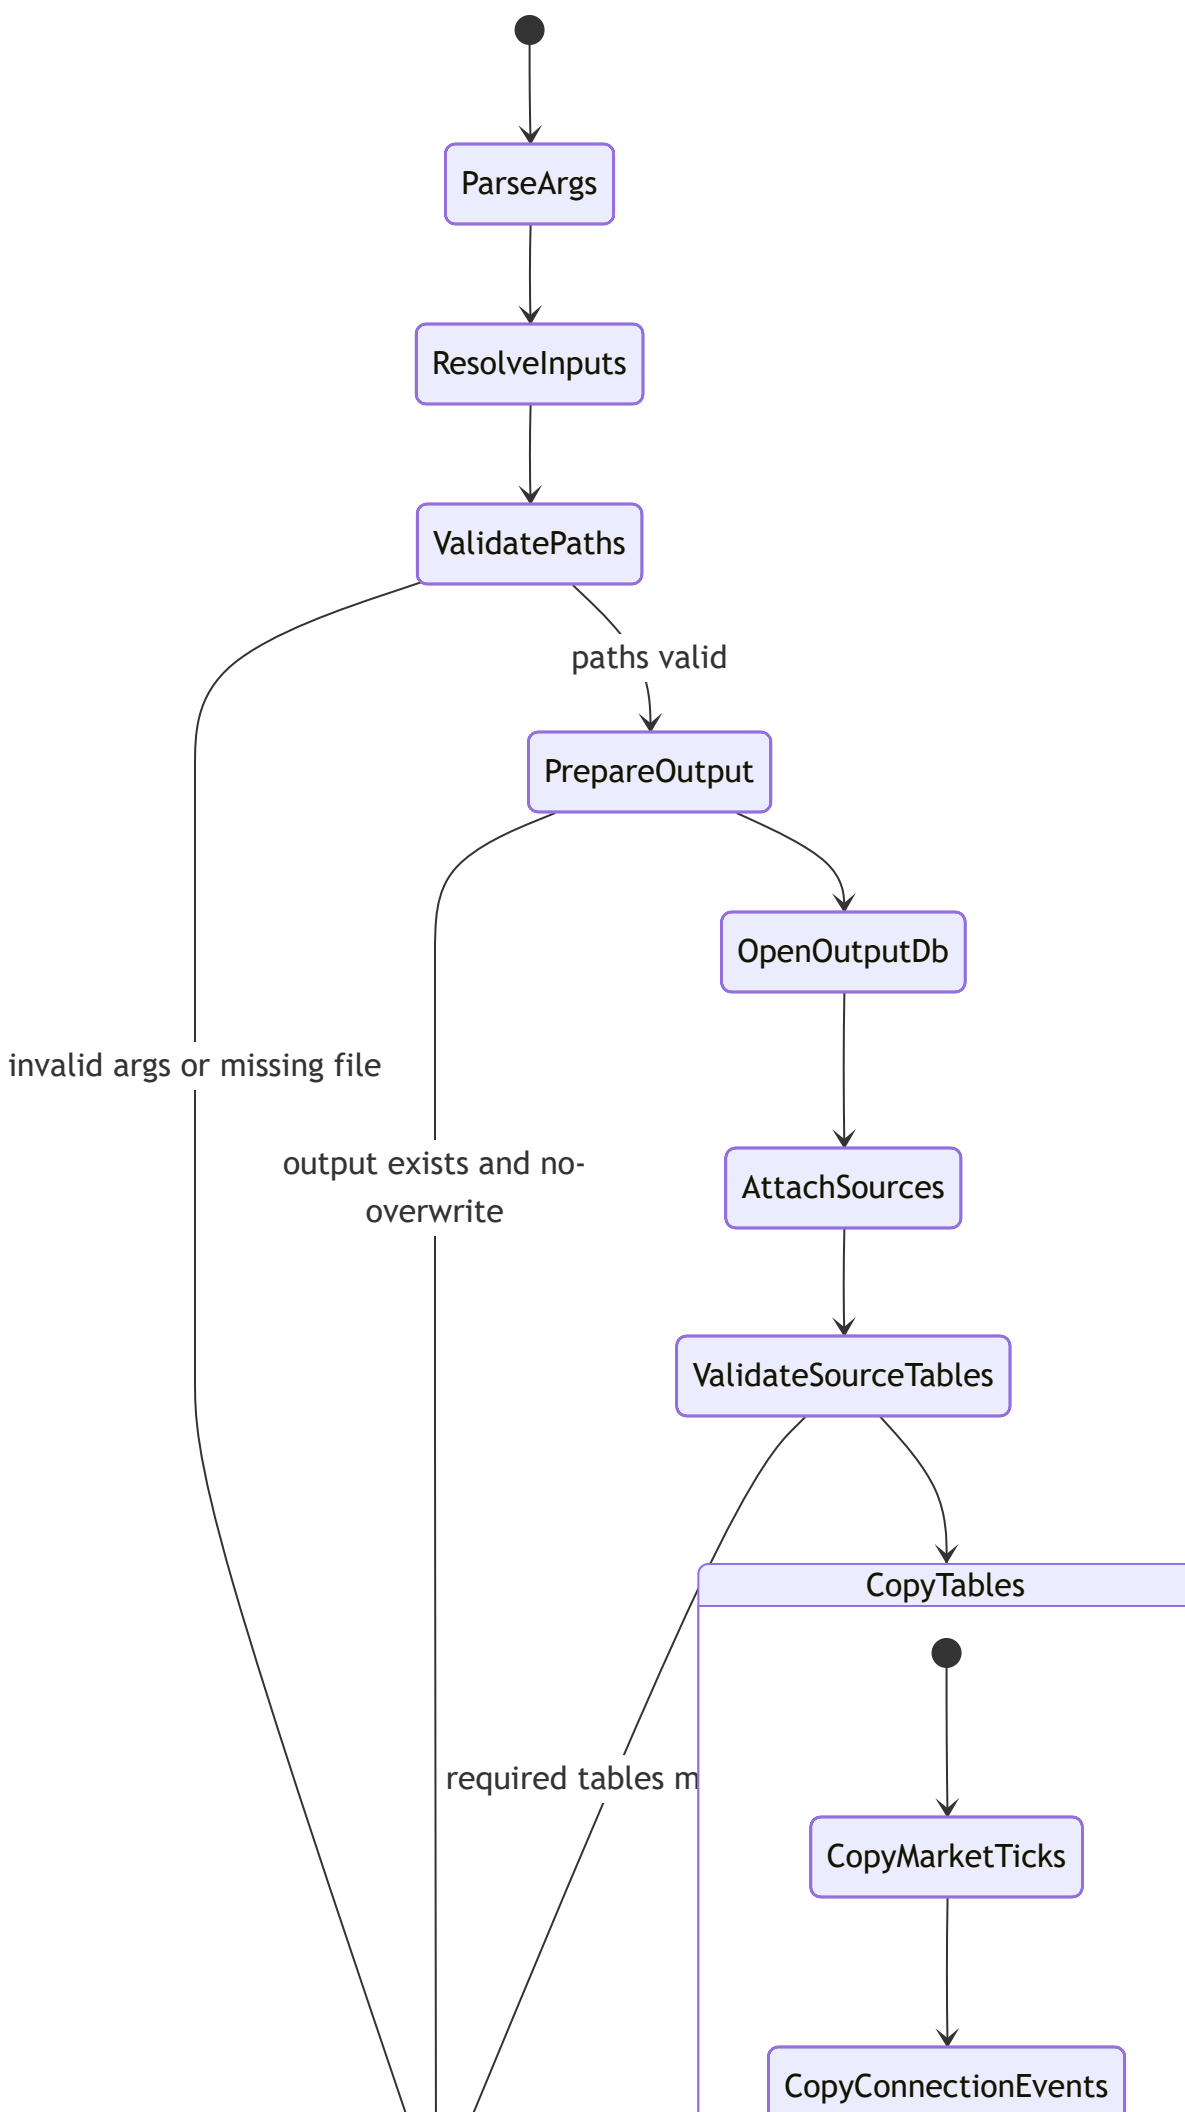 ParseArgs
ResolveInputs
ValidatePaths
paths valid
PrepareOutput
OpenOutputDb
invalid args or missing file
output exists and no-
overwrite
AttachSources
ValidateSourceTables
CopyTables
required tables
CopyMarketTicks
CopyConnectionEvents